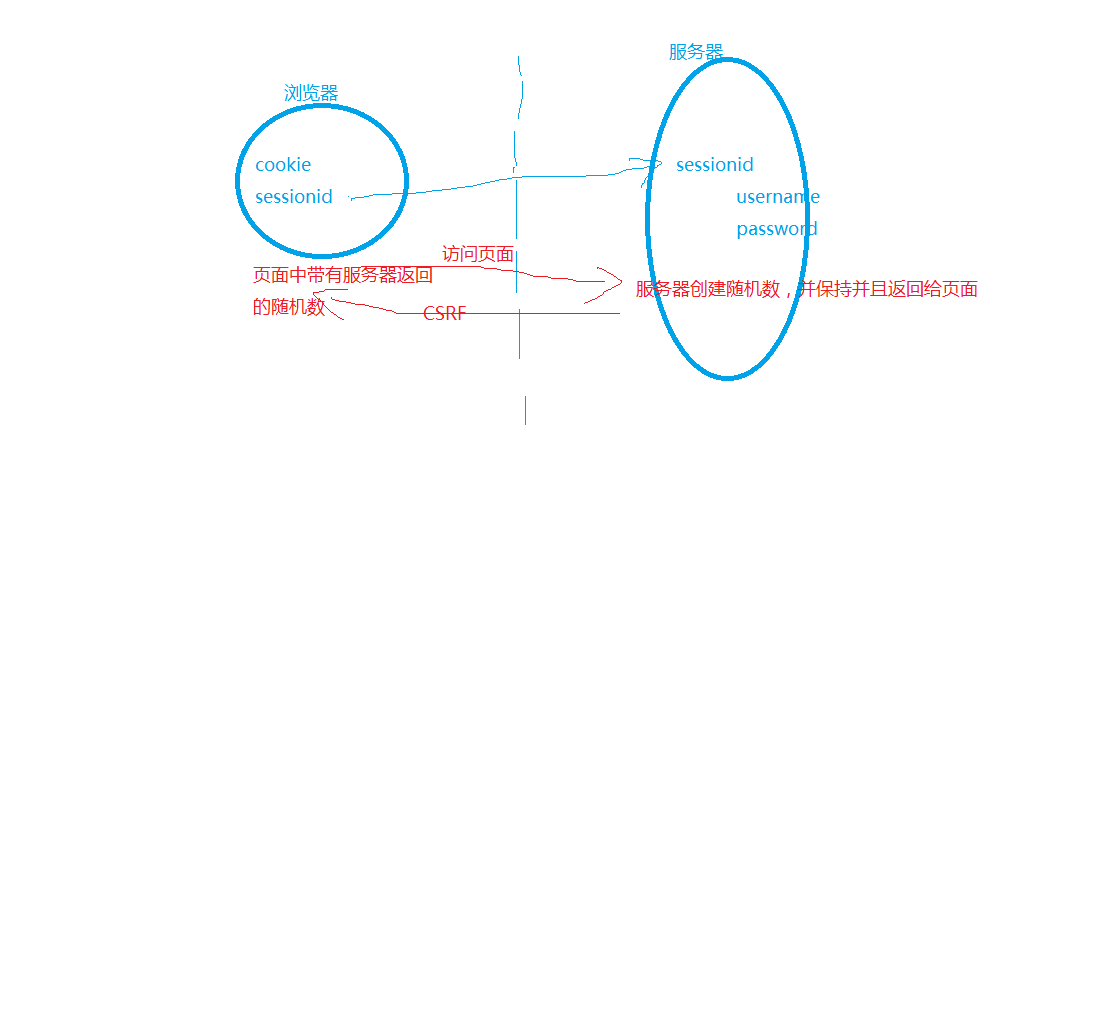 服务器
浏览器
cookie
sessionid
sessionid
username
password
访问页面
页面中带有服务器返回
的随机数
CSRF
服务器创建随机数，并保持并且返回给页面